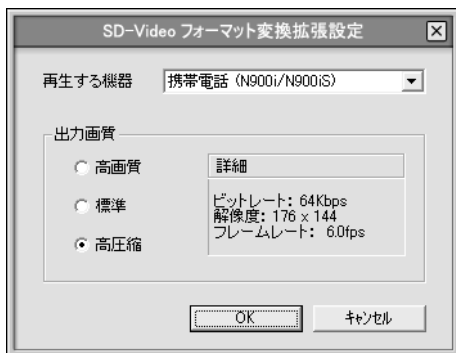 SD-Video フォーマット変換拡張設定
再生する機器 携帯電話 (N900i/N900iS)
出力画質
高画質
標準
高圧縮
詳細
ビットレート: 64Kbps
解像度: 176 x 144
フレームレート: 6.0fps
OK キャンセル